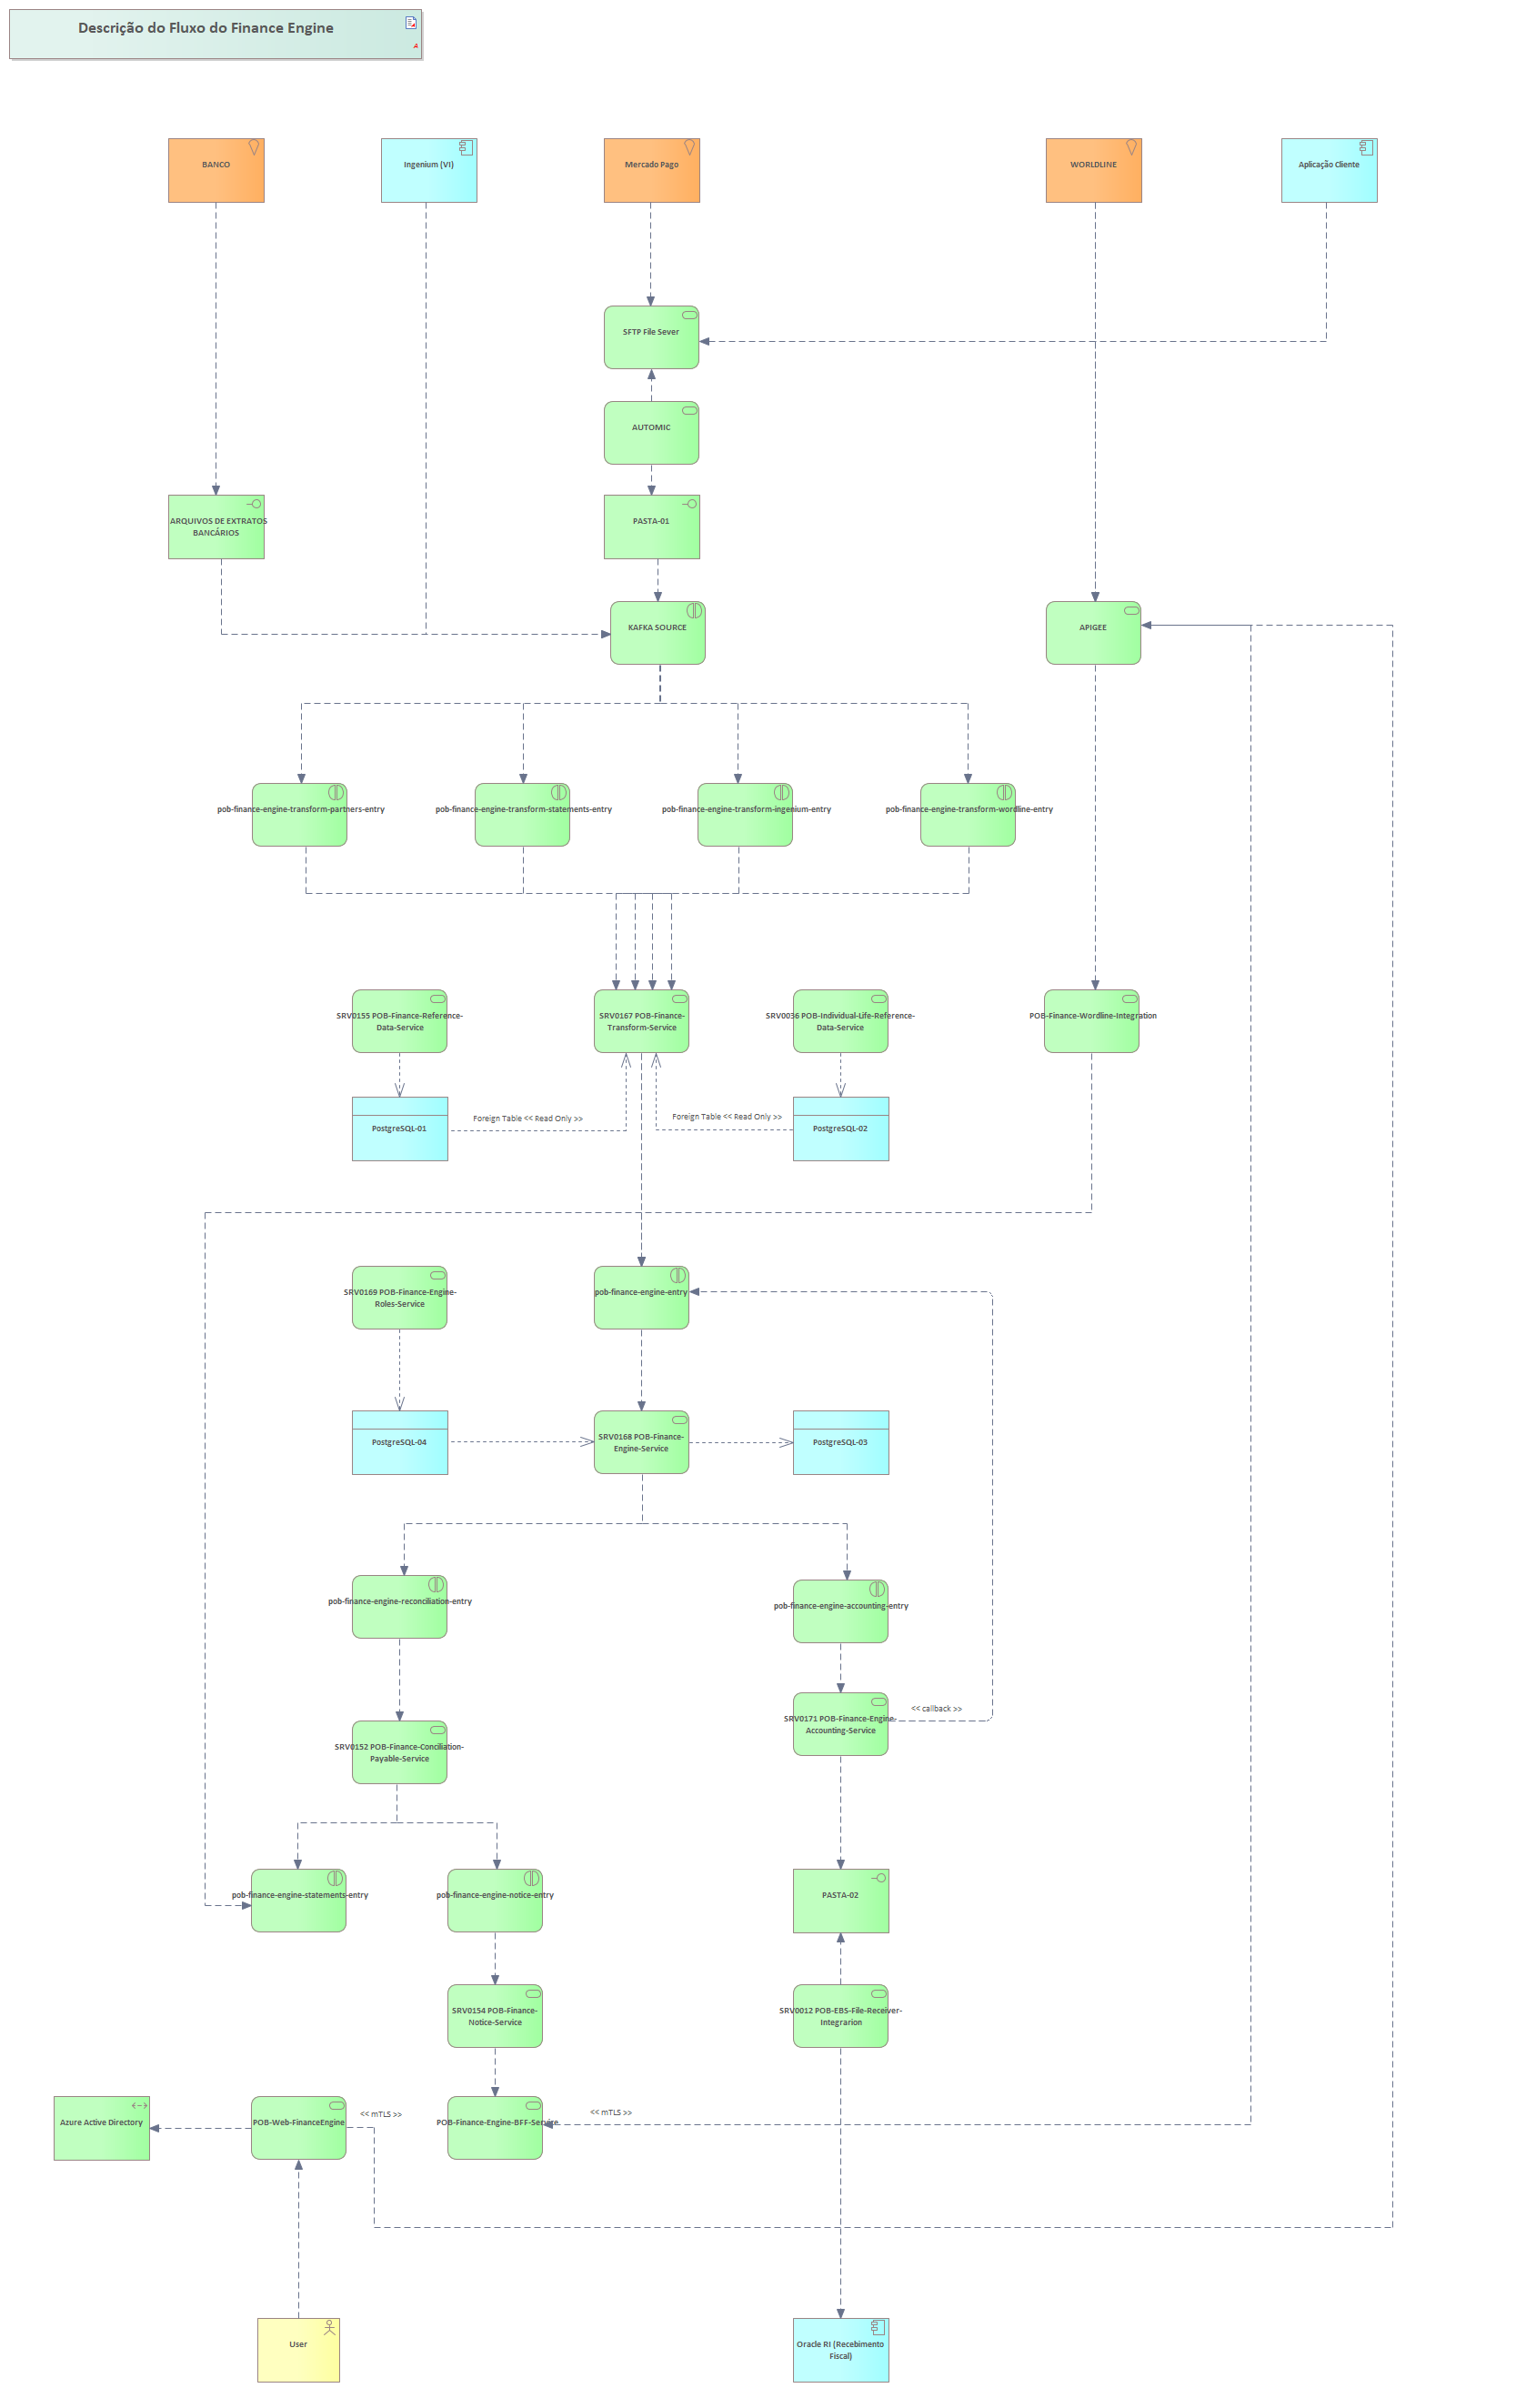 Descrição do Fluxo do Finance Engine
BANCO
Ingenium (VI)
Mercado Pago
WORLDLINE
Aplicação Cliente
SFTP File Sever
AUTOMIC
ARQUIVOS DE EXTRATOS
BANCÁRIOS
PASTA-01
KAFKA SOURCE
APIGEE
pob-finance-engine-transform-partners-entry
pob-finance-engine-transform-statements-entry
pob-finance-engine-transform-ingenium-entry
pob-finance-engine-transform-wordline-entry
SRV0155 POB-Finance-Reference-
Data-Service
SRV0167 POB-Finance-
Transform-Service
SRV0036 POB-Individual-Life-Reference-
Data-Service
POB-Finance-Wordline-Integration
Foreign Table << Read Only >>
Foreign Table << Read Only >>
PostgreSQL-01
PostgreSQL-02
SRV0169 POB-Finance-Engine-
Roles-Service
pob-finance-engine-entry
PostgreSQL-04
SRV0168 POB-Finance-
Engine-Service
PostgreSQL-03
pob-finance-engine-reconciliation-entry
pob-finance-engine-accounting-entry
<< callback >>
SRV0171 POB-Finance-Engine-
Accounting-Service
SRV0152 POB-Finance-Conciliation-
Payable-Service
pob-finance-engine-statements-entry
pob-finance-engine-notice-entry
PASTA-02
SRV0154 POB-Finance-
Notice-Service
SRV0012 POB-EBS-File-Receiver-
Integrarion
Azure Active Directory
POB-Web-FinanceEngine
<< mTLS >>
POB-Finance-Engine-BFF-Service
<< mTLS >>
User
Oracle RI (Recebimento
Fiscal)